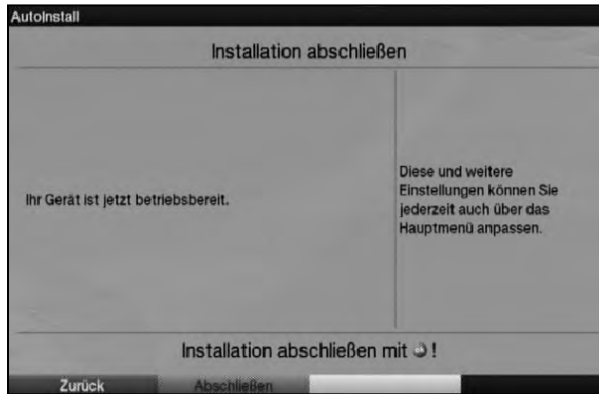 AutoInstall
Installation abschließen
Ihr Gerät ist jetzt betriebsbereit.
Diese und weitere
Einstellungen können Sie
jederzeit auch über das
Hauptmenü anpassen.
Installation abschließen mit !
Zurück
Abschließen